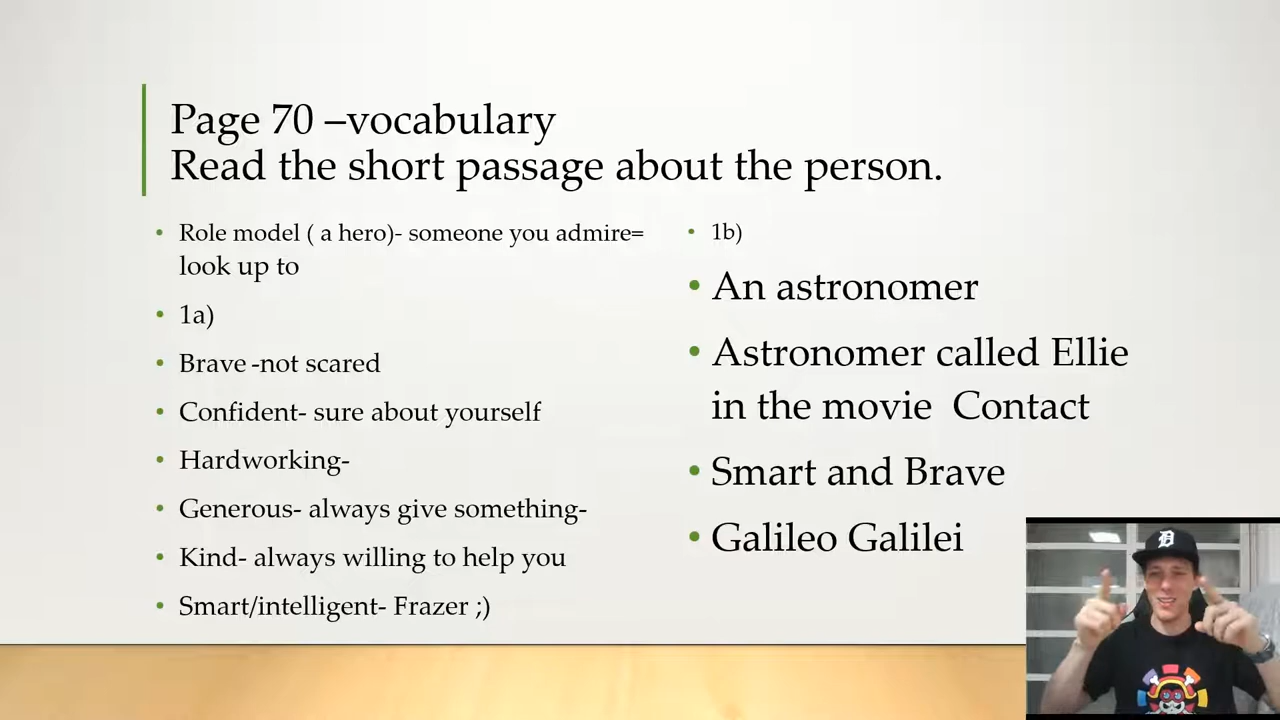 Page 70 –vocabulary
Read the short passage about the person.
• Role model ( a hero)- someone you admire=
look up to
• 1a)
• Brave -not scared
• Confident- sure about yourself
• Hardworking-
• Generous- always give something-
• Kind- always willing to help you
• Smart/intelligent- Frazer ;)
• 1b)
• An astronomer
• Astronomer called Ellie
in the movie  Contact
• Smart and Brave
• Galileo Galilei
D